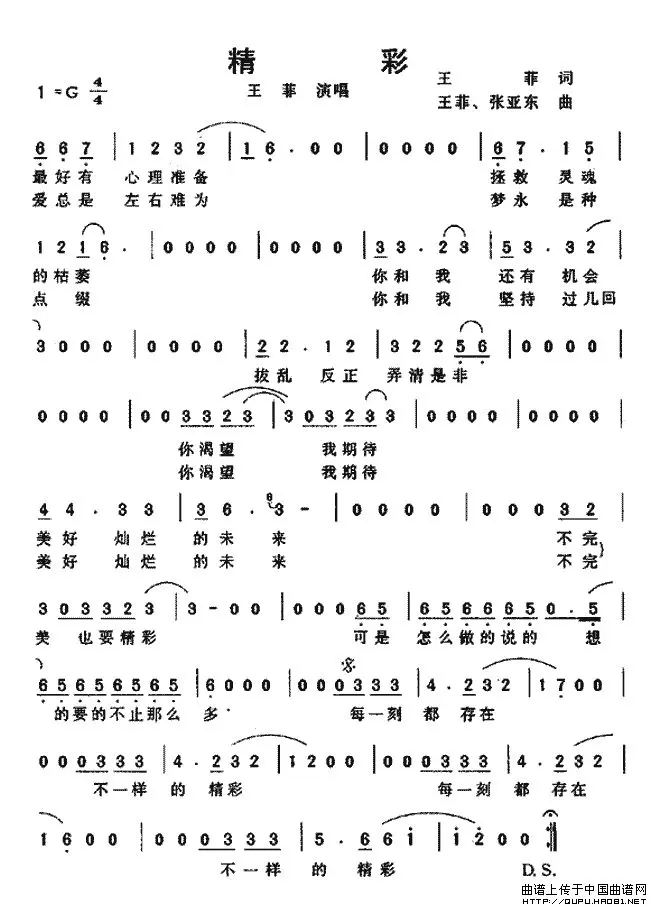 精 彩
1=G 4/4
王 菲 演唱
王 菲 词
王菲、张亚东 曲
6 6 7 | 1 2 3 2 | 1 6 · 0 0 | 0 0 0 0 | 6 7 · 1 5
最好有 心理准备 拯救 灵魂
爱总是 左右难为 梦永 是种
1 2 1 6 · | 0 0 0 0 | 0 0 0 0 | 3 3 · 2 3 | 5 3 · 3 2
的枯萎 你和 我 还有 机会
点 缀 你和 我 坚持 过几回
3 0 0 0 | 0 0 0 0 | 2 2 · 1 2 | 3 2 2 5 6 | 0 0 0 0
拨乱 反正 弄清是非
0 0 0 0 | 0 0 3 3 2 3 | 3 0 3 2 3 3 | 0 0 0 0 | 0 0 0 0
你渴望 我期待
你渴望 我期待
4 4 · 3 3 | 3 6 · 3 - | 0 0 0 0 | 0 0 0 3 2
美好 灿烂 的未 来 不完
美好 灿烂 的未 来 不完
3 0 3 3 2 3 | 3 - 0 0 | 0 0 0 6 5 | 6 5 6 6 6 5 0 · 5
美 也要精彩 可是 怎么做的说的 想
6 5 6 5 6 5 6 5 | 6 0 0 0 | 0 0 0 3 3 3 | 4 · 2 3 2 | 1 7 0 0
的要的不止那么 多 每一刻 都 存在
0 0 0 3 3 3 | 4 · 2 3 2 | 1 2 0 0 | 0 0 0 3 3 3 | 4 · 2 3 2
不一样 的 精彩 每一刻 都 存在
1 6 0 0 | 0 0 0 3 3 3 | 5 · 6 6 i | i 2 0 0
不一样 的 精彩 D.S.
曲谱上传于中国曲谱网
HTTP://QUPU.HAO81.NET